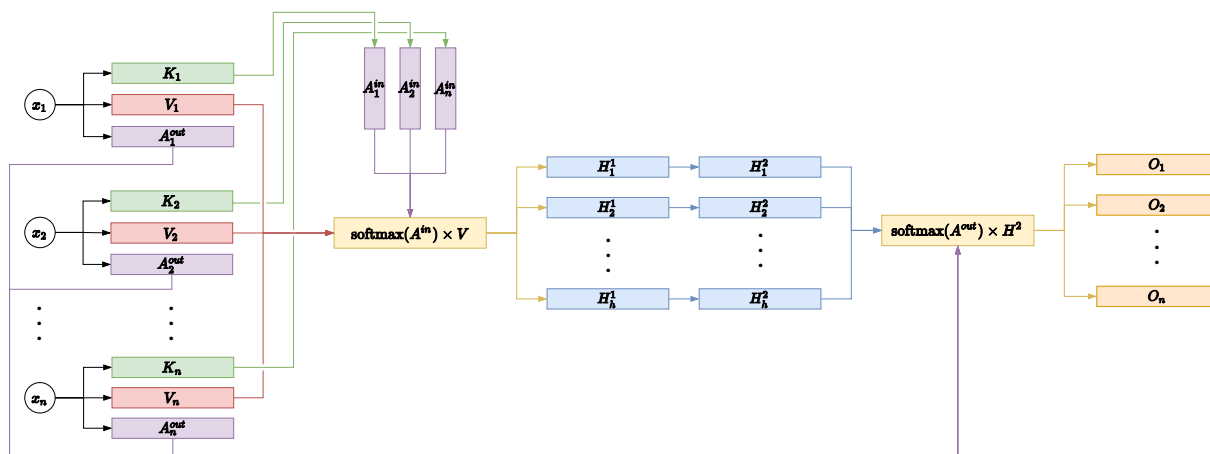 x₁
K₁
V₁
A₁ᵒᵘᵗ
x₂
K₂
V₂
A₂ᵒᵘᵗ
xₙ
Kₙ
Vₙ
Aₙᵒᵘᵗ
A₁ⁱⁿ
A₂ⁱⁿ
Aₙⁱⁿ
softmax(Aⁱⁿ) × V
H₁¹
H₂¹
Hₕ¹
H₁²
H₂²
Hₕ²
softmax(Aᵒᵘᵗ) × H²
O₁
O₂
Oₙ